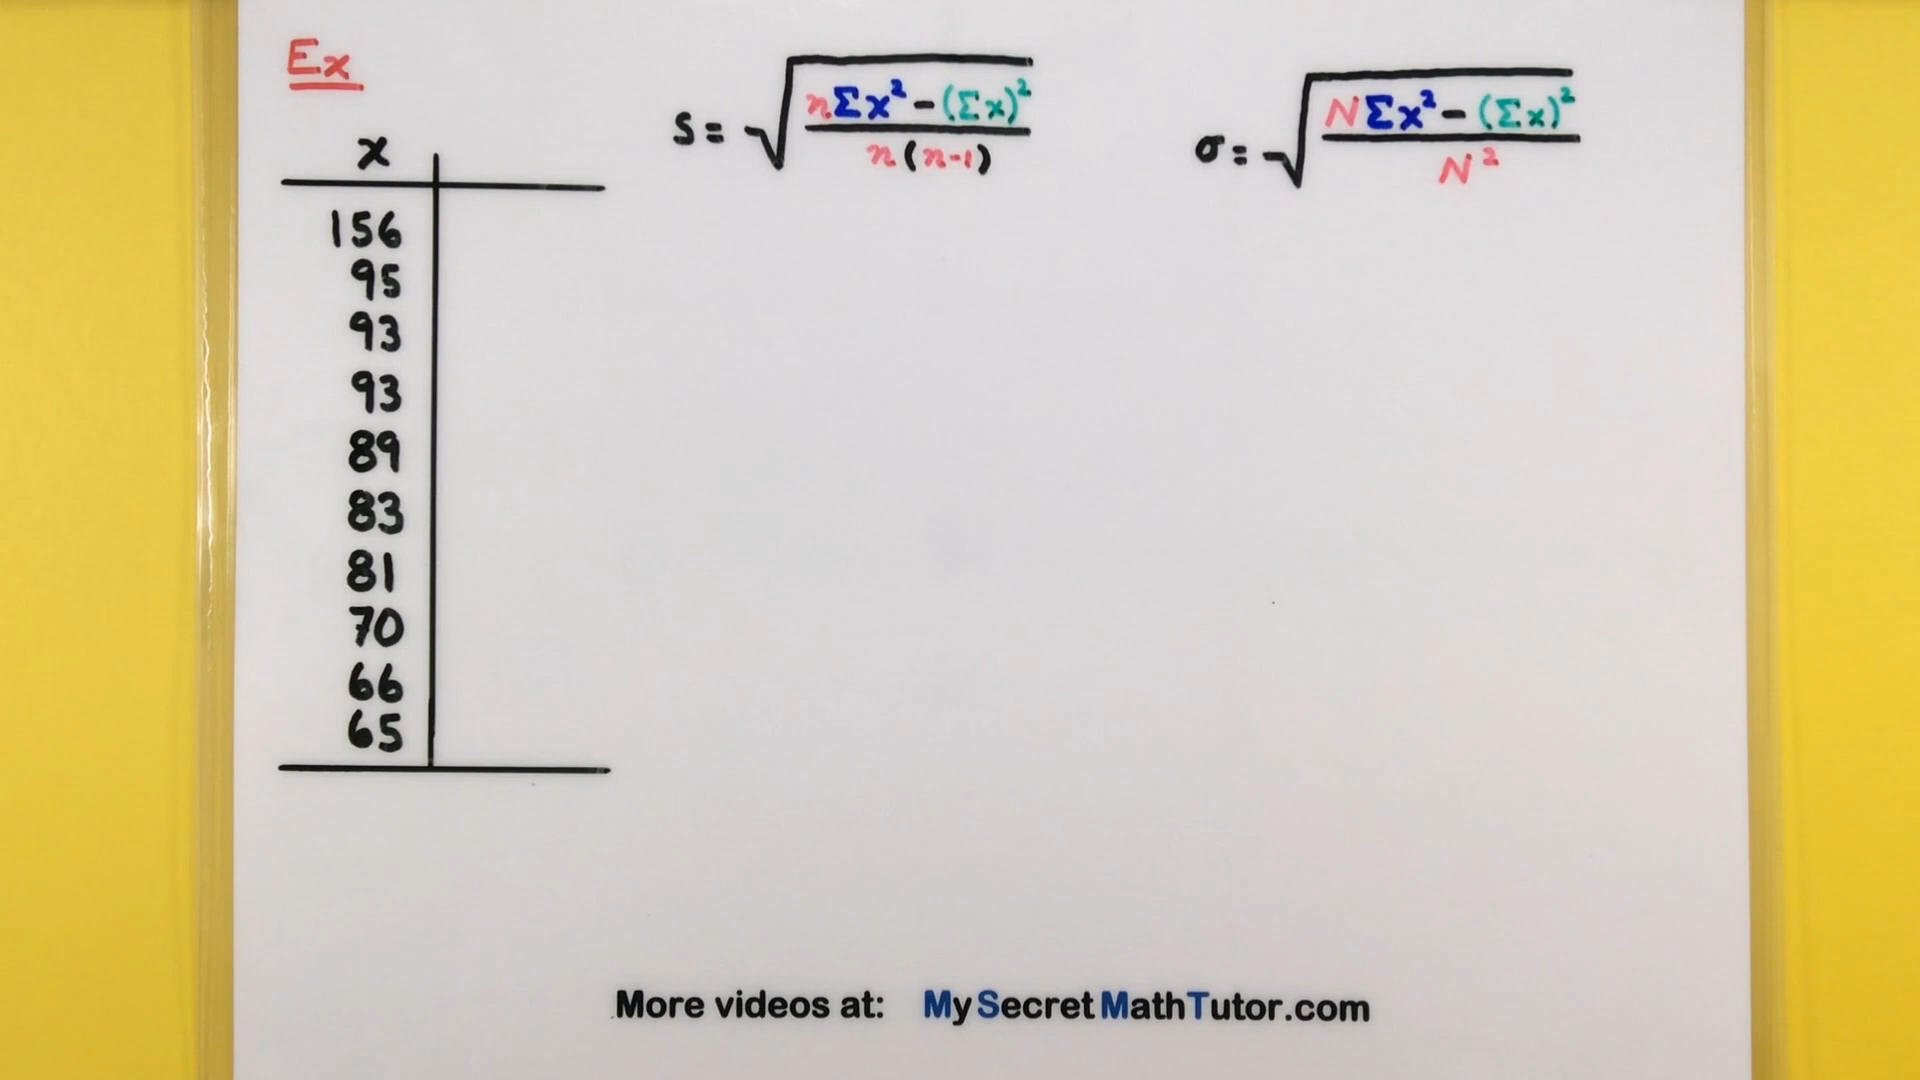 Ex
x
156
95
93
93
89
83
81
70
66
65
s = √((nΣx² - (Σx)²) / (n(n-1)))
σ = √((NΣx² - (Σx)²) / N²)
More videos at: MySecretMathTutor.com